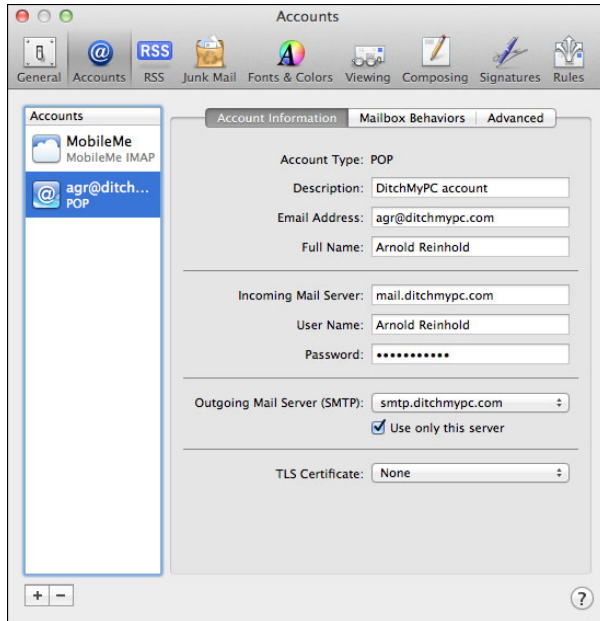 Accounts
RSS
General Accounts RSS Junk Mail Fonts & Colors Viewing Composing Signatures Rules
Accounts
MobileMe
MobileMe IMAP
agr@ditch...
POP
Account Information Mailbox Behaviors Advanced
Account Type: POP
Description: DitchMyPC account
Email Address: agr@ditchmypc.com
Full Name: Arnold Reinhold
Incoming Mail Server: mail.ditchmypc.com
User Name: Arnold Reinhold
Password: •••••••••••
Outgoing Mail Server (SMTP): smtp.ditchmypc.com
Use only this server
TLS Certificate: None
+ − ?